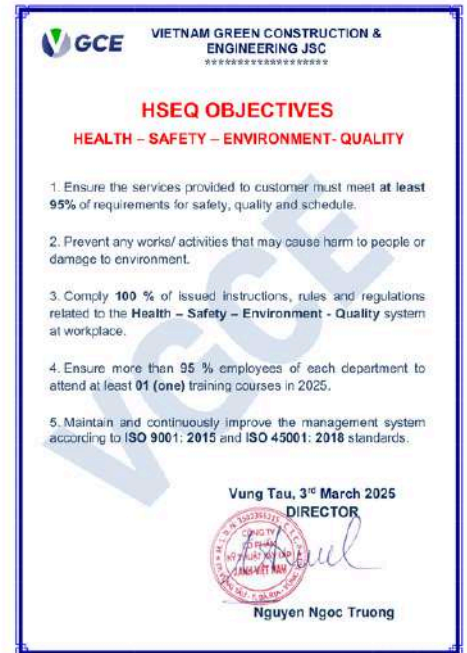 GCE
VIETNAM GREEN CONSTRUCTION &
ENGINEERING JSC
********************
HSEQ OBJECTIVES
HEALTH – SAFETY – ENVIRONMENT- QUALITY
1. Ensure the services provided to customer must meet at least
95% of requirements for safety, quality and schedule.
2. Prevent any works/ activities that may cause harm to people or
damage to environment.
3. Comply 100 % of issued instructions, rules and regulations
related to the Health – Safety – Environment - Quality system
at workplace.
4. Ensure more than 95 % employees of each department to
attend at least 01 (one) training courses in 2025.
5. Maintain and continuously improve the management system
according to ISO 9001: 2015 and ISO 45001: 2018 standards.
VGCE
Vung Tau, 3rd March 2025
DIRECTOR
CÔNG TY
CỔ PHẦN
Nguyen Ngoc Truong